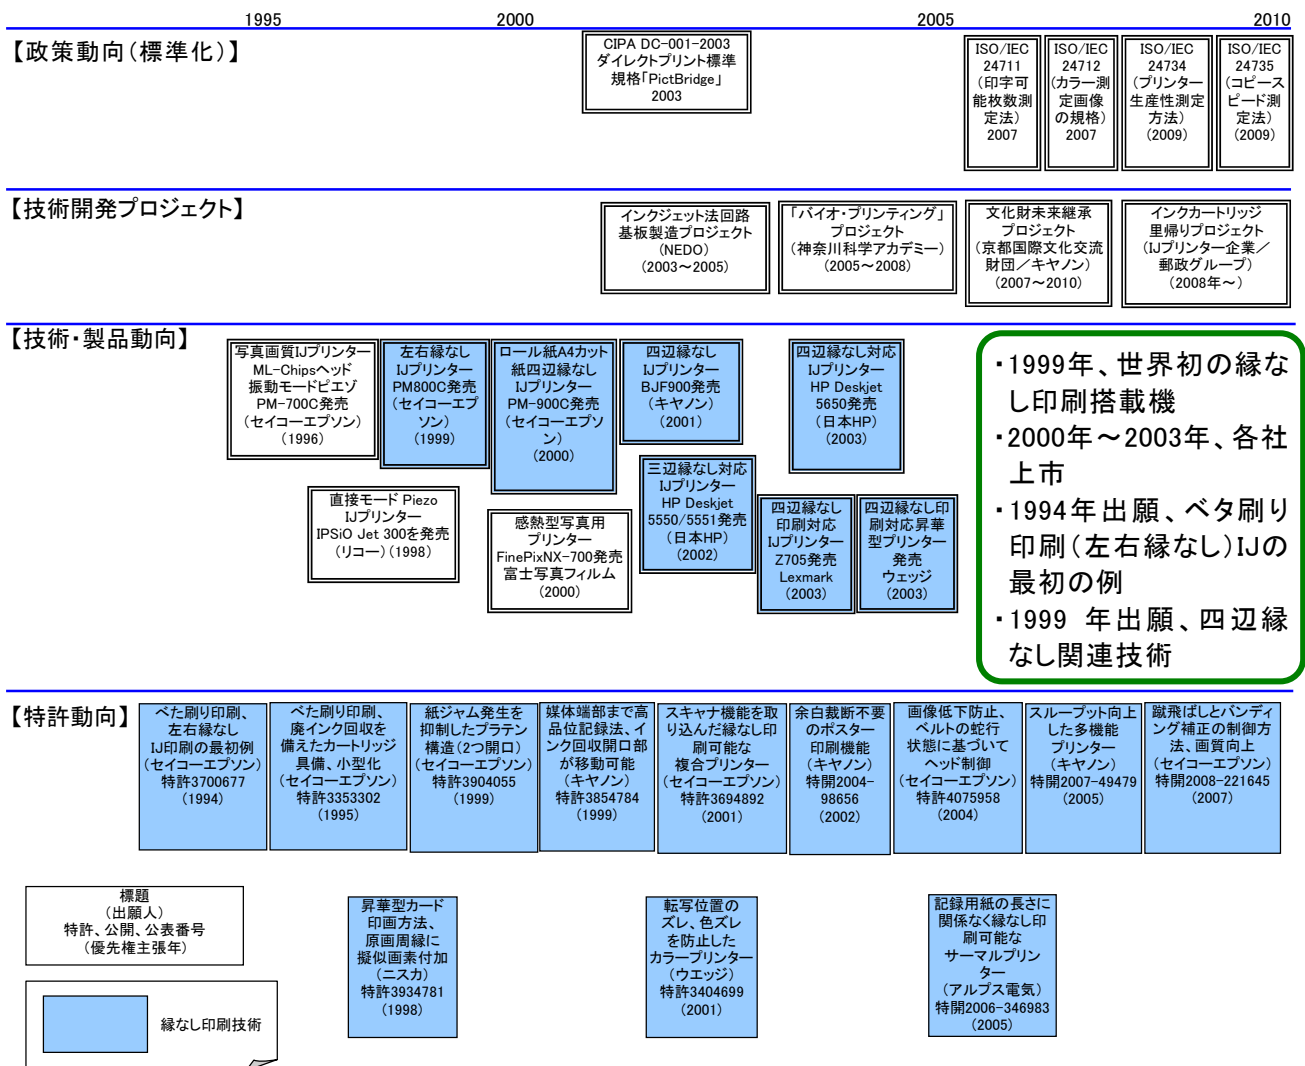 1995 2000 2005 2010
【政策動向(標準化)】
CIPA DC-001-2003
ダイレクトプリント標準
規格「PictBridge」
2003
ISO/IEC
24711
(印字可
能枚数測
定法)
2007
ISO/IEC
24712
(カラー測
定画像
の規格)
2007
ISO/IEC
24734
(プリンター
生産性測定
方法)
(2009)
ISO/IEC
24735
(コピース
ピード測
定法)
(2009)
【技術開発プロジェクト】
インクジェット法回路
基板製造プロジェクト
(NEDO)
(2003～2005)
「バイオ・プリンティング」
プロジェクト
(神奈川科学アカデミー)
(2005～2008)
文化財未来継承
プロジェクト
(京都国際文化交流
財団／キヤノン)
(2007～2010)
インクカートリッジ
里帰りプロジェクト
(IJプリンター企業／
郵政グループ)
(2008年～)
【技術・製品動向】
写真画質IJプリンター
ML-Chipsヘッド
振動モードピエゾ
PM-700C発売
(セイコーエプソン)
(1996)
左右縁なし
IJプリンター
PM800C発売
(セイコーエプ
ソン)
(1999)
ロール紙A4カット
紙四辺縁なし
IJプリンター
PM-900C発売
(セイコーエプソ
ン)
(2000)
四辺縁なし
IJプリンター
BJF900発売
(キヤノン)
(2001)
四辺縁なし対応
IJプリンター
HP Deskjet
5650発売
(日本HP)
(2003)
直接モード Piezo
IJプリンター
IPSiO Jet 300を発売
(リコー)(1998)
感熱型写真用
プリンター
FinePixNX-700発売
富士写真フィルム
(2000)
三辺縁なし対応
IJプリンター
HP Deskjet
5550/5551発売
(日本HP)
(2002)
四辺縁なし
印刷対応
IJプリンター
Z705発売
Lexmark
(2003)
四辺縁なし印
刷対応昇華
型プリンター
発売
ウェッジ
(2003)
・1999年、世界初の縁な
し印刷搭載機
・2000年～2003年、各社
上市
・1994年出願、ベタ刷り
印刷(左右縁なし)IJの
最初の例
・1999 年出願、四辺縁
なし関連技術
【特許動向】
べた刷り印刷、
左右縁なし
IJ印刷の最初例
(セイコーエプソン)
特許3700677
(1994)
べた刷り印刷、
廃インク回収を
備えたカートリッジ
具備、小型化
(セイコーエプソン)
特許3353302
(1995)
紙ジャム発生を
抑制したプラテン
構造(2つ開口)
(セイコーエプソン)
特許3904055
(1999)
媒体端部まで高
品位記録法、イ
ンク回収開口部
が移動可能
(キヤノン)
特許3854784
(1999)
スキャナ機能を取
り込んだ縁なし印
刷可能な
複合プリンター
(セイコーエプソン)
特許3694892
(2001)
余白裁断不要
のポスター
印刷機能
(キヤノン)
特開2004-
98656
(2002)
画像低下防止、
ベルトの蛇行
状態に基づいて
ヘッド制御
(セイコーエプソン)
特許4075958
(2004)
スループット向上
した多機能
プリンター
(キヤノン)
特開2007-49479
(2005)
蹴飛ばしとバンディ
ング補正の制御方
法、画質向上
(セイコーエプソン)
特開2008-221645
(2007)
標題
(出願人)
特許、公開、公表番号
(優先権主張年)
縁なし印刷技術
昇華型カード
印画方法、
原画周縁に
擬似画素付加
(ニスカ)
特許3934781
(1998)
転写位置の
ズレ、色ズレ
を防止した
カラープリンター
(ウエッジ)
特許3404699
(2001)
記録用紙の長さに
関係なく縁なし印
刷可能な
サーマルプリン
ター
(アルプス電気)
特開2006-346983
(2005)